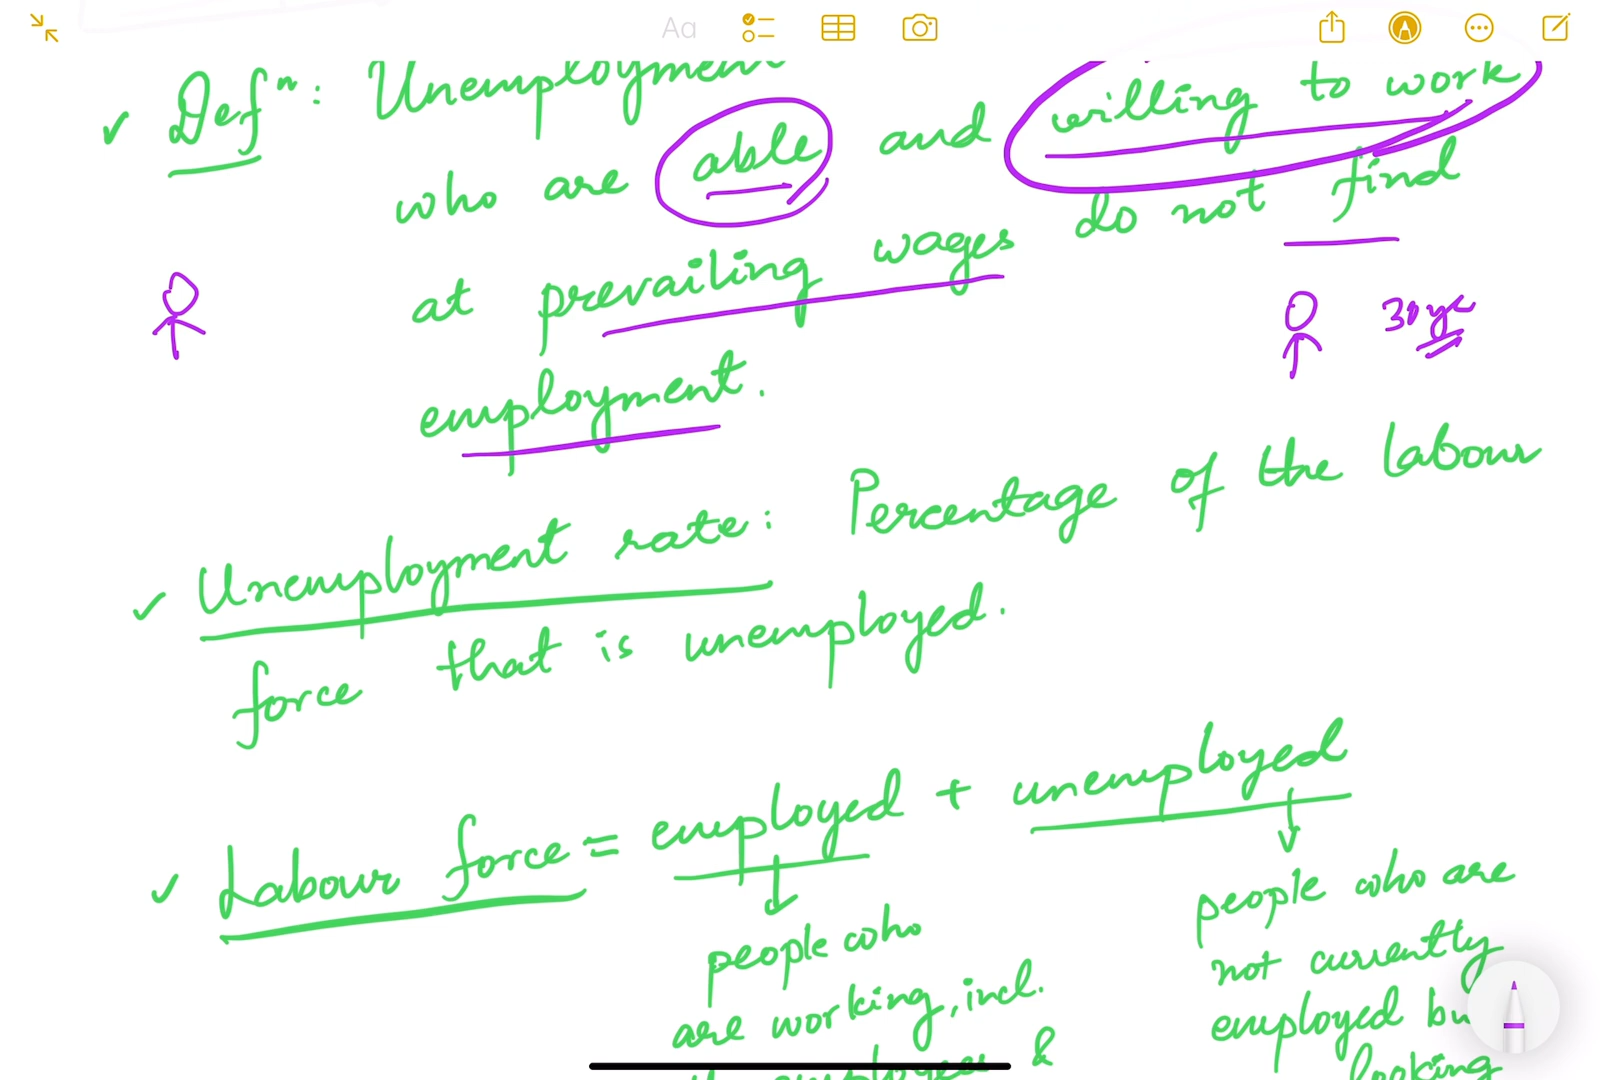 Aa
✓ Defⁿ: Unemployment
who are able and willing to work
at prevailing wages do not find
employment.
30 yr
✓ Unemployment rate: Percentage of the labour
force that is unemployed.
✓ Labour force = employed + unemployed
people who
are working, incl.
&
people who are
not currently
employed bu
looking